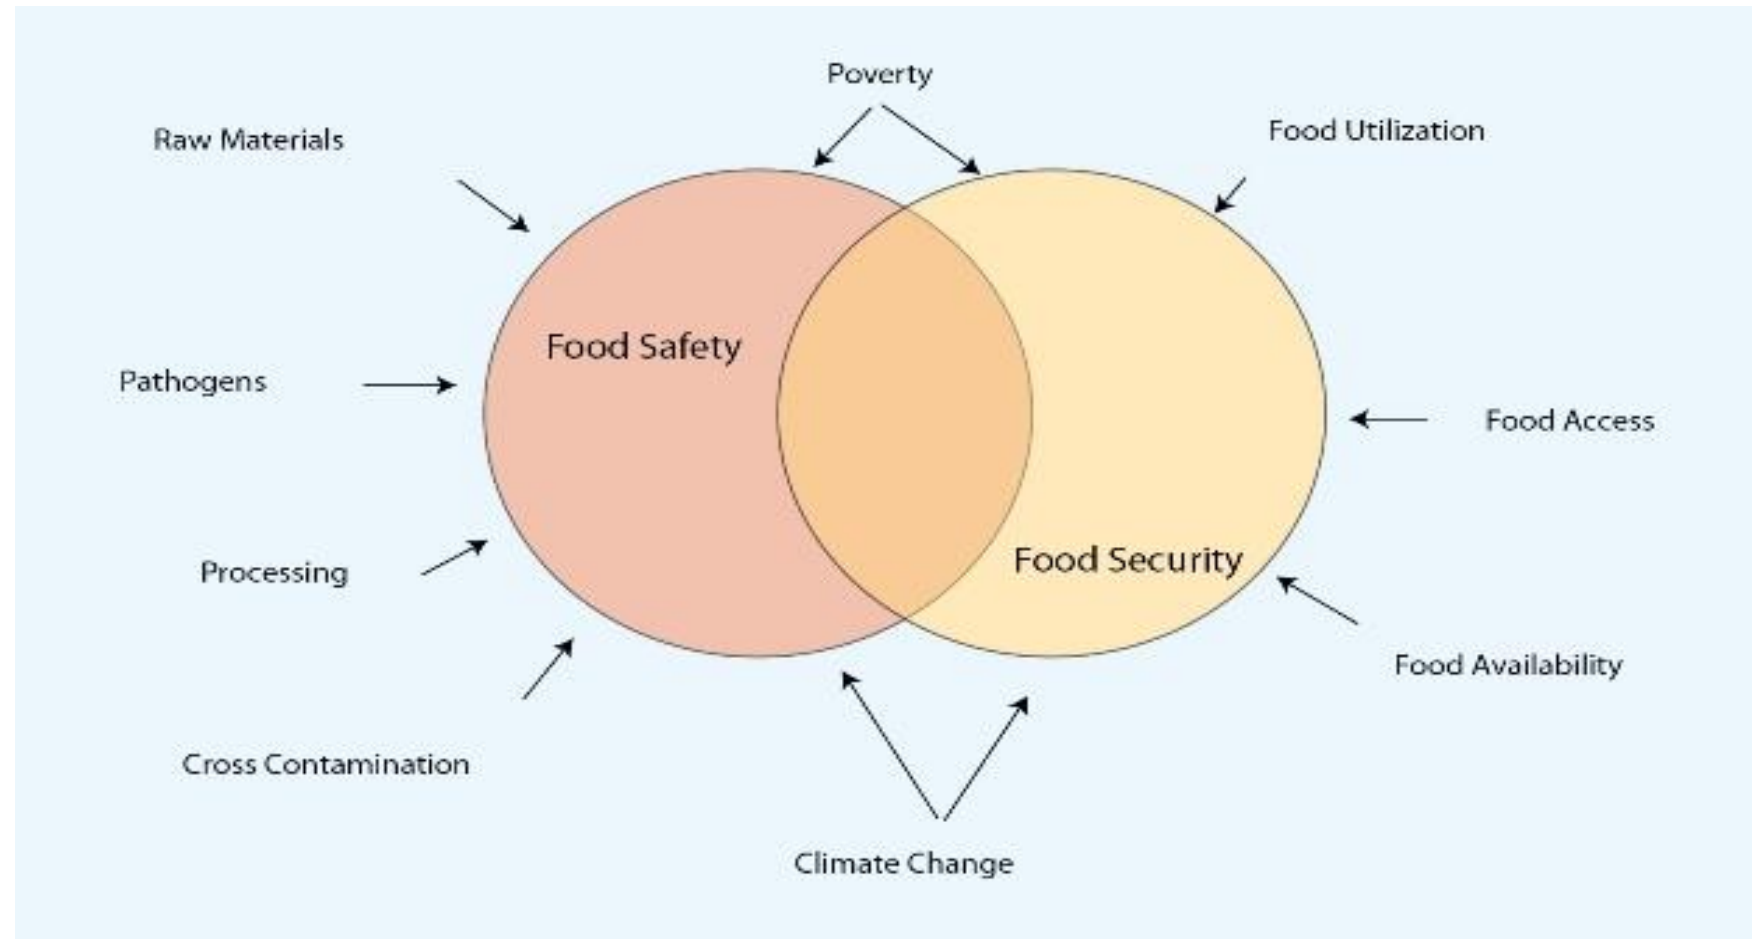 Poverty
Raw Materials
Food Utilization
Food Safety
Pathogens
Food Access
Food Security
Processing
Food Availability
Cross Contamination
Climate Change